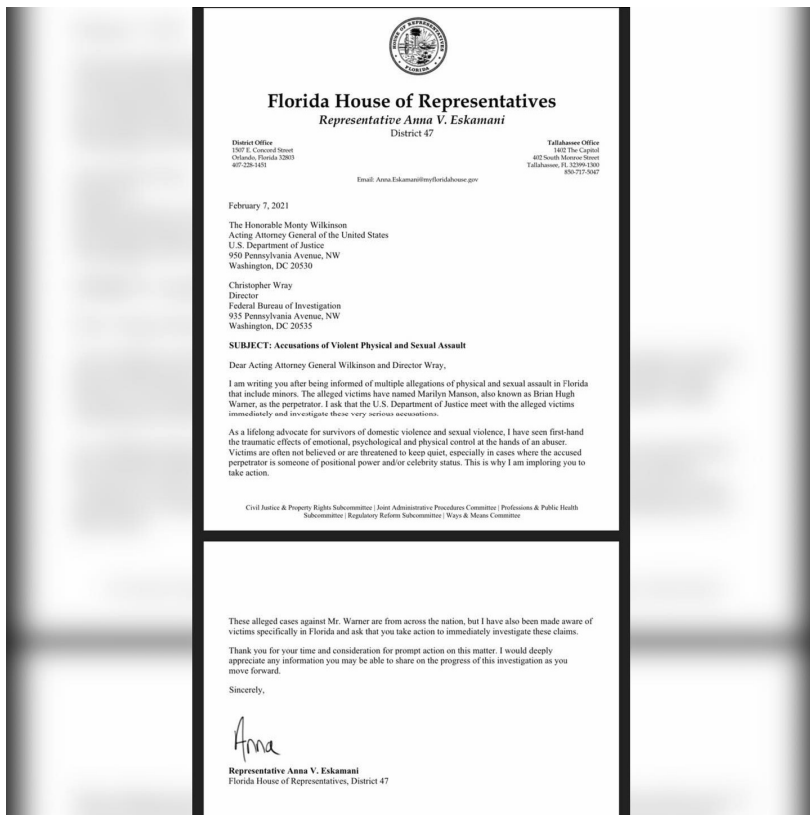 HOUSE OF REPRESENTATIVES
FLORIDA
Florida House of Representatives
Representative Anna V. Eskamani
District 47
District Office
1507 E. Concord Street
Orlando, Florida 32803
407-228-1451
Tallahassee Office
1402 The Capitol
402 South Monroe Street
Tallahassee, FL 32399-1300
850-717-5047
Email: Anna.Eskamani@myfloridahouse.gov
February 7, 2021
The Honorable Monty Wilkinson
Acting Attorney General of the United States
U.S. Department of Justice
950 Pennsylvania Avenue, NW
Washington, DC 20530
Christopher Wray
Director
Federal Bureau of Investigation
935 Pennsylvania Avenue, NW
Washington, DC 20535
SUBJECT: Accusations of Violent Physical and Sexual Assault
Dear Acting Attorney General Wilkinson and Director Wray,
I am writing you after being informed of multiple allegations of physical and sexual assault in Florida
that include minors. The alleged victims have named Marilyn Manson, also known as Brian Hugh
Warner, as the perpetrator. I ask that the U.S. Department of Justice meet with the alleged victims
immediately and investigate these very serious accusations.
As a lifelong advocate for survivors of domestic violence and sexual violence, I have seen first-hand
the traumatic effects of emotional, psychological and physical control at the hands of an abuser.
Victims are often not believed or are threatened to keep quiet, especially in cases where the accused
perpetrator is someone of positional power and/or celebrity status. This is why I am imploring you to
take action.
Civil Justice & Property Rights Subcommittee | Joint Administrative Procedures Committee | Professions & Public Health
Subcommittee | Regulatory Reform Subcommittee | Ways & Means Committee
These alleged cases against Mr. Warner are from across the nation, but I have also been made aware of
victims specifically in Florida and ask that you take action to immediately investigate these claims.
Thank you for your time and consideration for prompt action on this matter. I would deeply
appreciate any information you may be able to share on the progress of this investigation as you
move forward.
Sincerely,
Anna
Representative Anna V. Eskamani
Florida House of Representatives, District 47